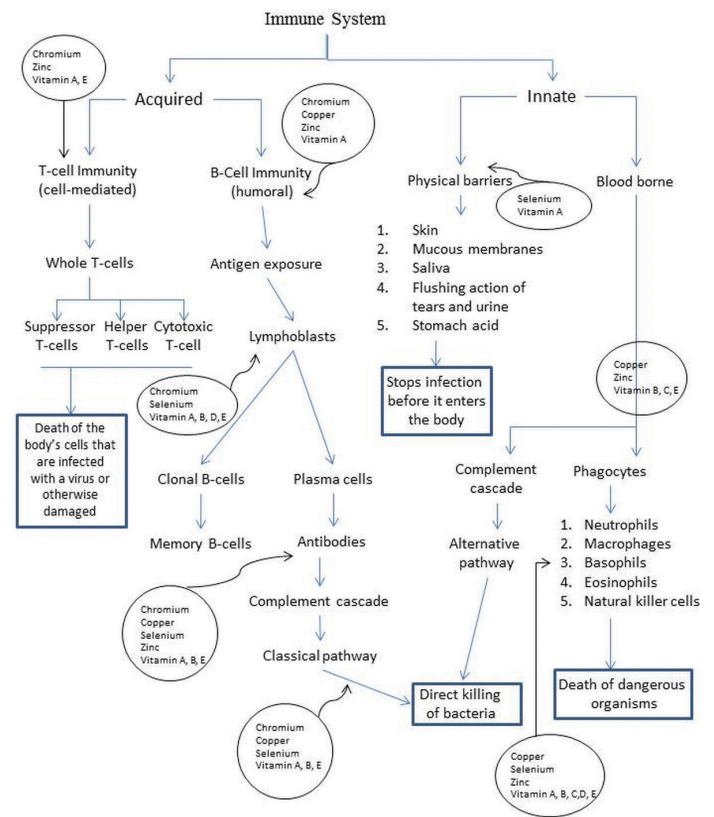 Immune System
Chromium
Zinc
Vitamin A, E
Acquired
Innate
Chromium
Copper
Zinc
Vitamin A
T-cell Immunity
(cell-mediated)
B-Cell Immunity
(humoral)
Physical barriers
Blood borne
Selenium
Vitamin A
Whole T-cells
Antigen exposure
1. Skin
2. Mucous membranes
3. Saliva
4. Flushing action of
tears and urine
5. Stomach acid
Suppressor
T-cells
Helper
T-cells
Cytotoxic
T-cell
Lymphoblasts
Chromium
Selenium
Vitamin A, B, D, E
Stops infection
before it enters
the body
Copper
Zinc
Vitamin B, C, E
Death of the
body's cells that
are infected
with a virus or
otherwise
damaged
Clonal B-cells
Plasma cells
Complement
cascade
Phagocytes
Memory B-cells
Antibodies
Alternative
pathway
1. Neutrophils
2. Macrophages
3. Basophils
4. Eosinophils
5. Natural killer cells
Chromium
Copper
Selenium
Zinc
Vitamin A, B, E
Complement cascade
Classical pathway
Direct killing
of bacteria
Death of dangerous
organisms
Chromium
Copper
Selenium
Vitamin A, B, E
Copper
Selenium
Zinc
Vitamin A, B, C,D, E